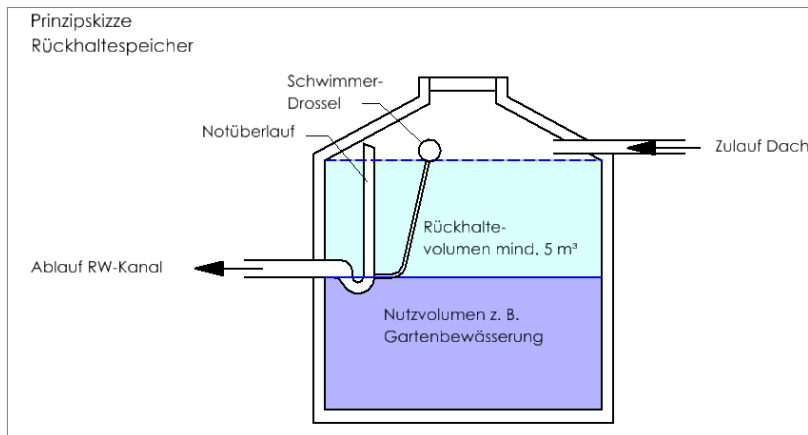 Prinzipskizze
Rückhaltespeicher
Schwimmer-
Drossel
Notüberlauf
Zulauf Dach
Rückhalte-
volumen mind. 5 m³
Ablauf RW-Kanal
Nutzvolumen z. B.
Gartenbewässerung